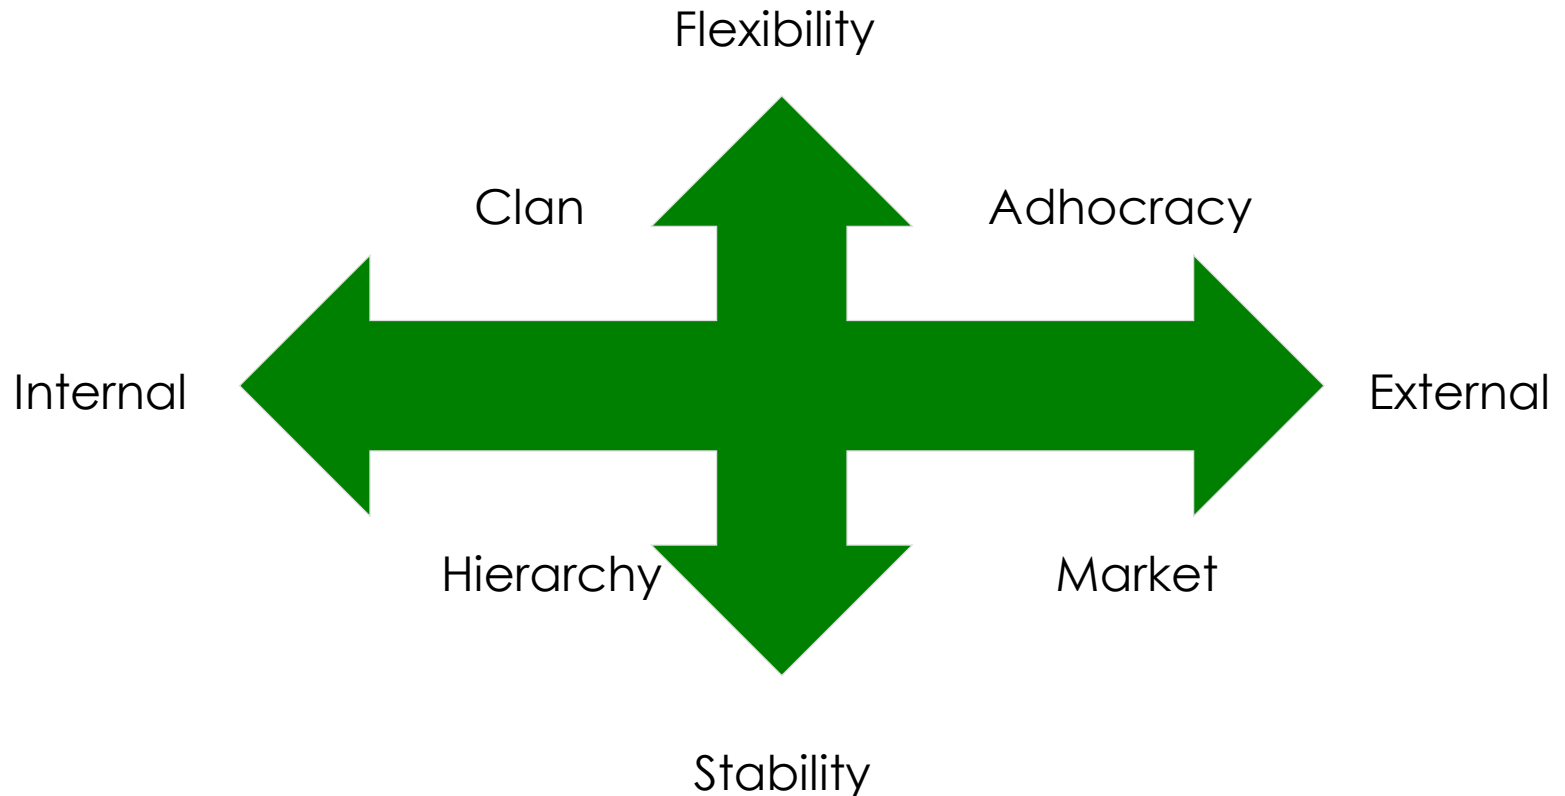 Flexibility
Clan
Adhocracy
Internal
External
Hierarchy
Market
Stability